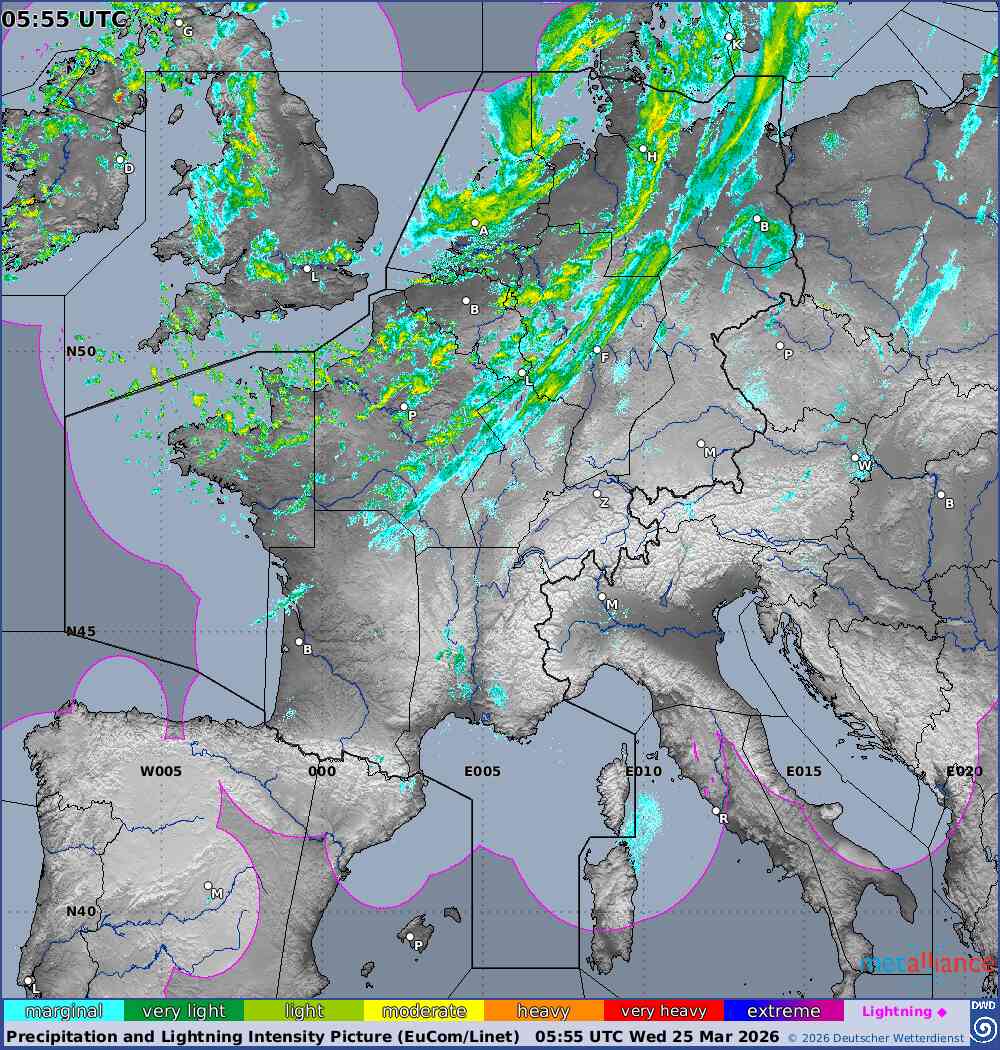 05:55 UTC
G
K
D
H
A
B
L
B
N50
P
F
L
P
M
W
Z
B
M
N45
B
W005
000
E005
E010
E015
E020
R
M
N40
P
metalliance
L
marginal very light light moderate heavy very heavy extreme Lightning ◆
DWD
Precipitation and Lightning Intensity Picture (EuCom/Linet) 05:55 UTC Wed 25 Mar 2026 © 2026 Deutscher Wetterdienst